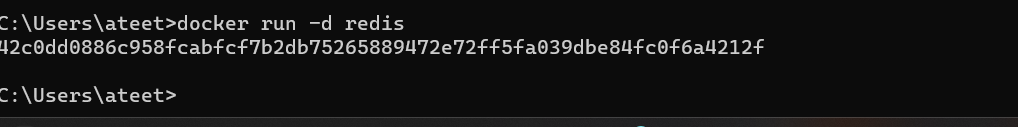 C:\Users\ateet>docker run -d redis
42c0dd0886c958fcabfcf7b2db75265889472e72ff5fa039dbe84fc0f6a4212f
C:\Users\ateet>